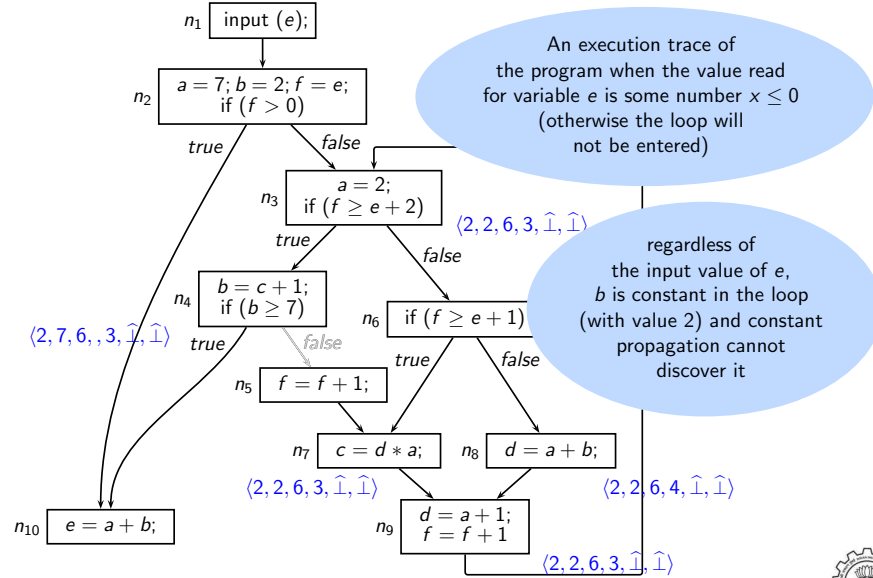 n1 input (e);
a = 7; b = 2; f = e;
n2 if (f > 0)
true
false
a = 2;
n3 if (f ≥ e + 2)
true
false
⟨2, 2, 6, 3, ⊥̂, ⊥̂⟩
b = c + 1;
n4 if (b ≥ 7)
true
false
n6 if (f ≥ e + 1)
true
false
⟨2, 7, 6, , 3, ⊥̂, ⊥̂⟩
n5 f = f + 1;
n7 c = d ∗ a;
n8 d = a + b;
⟨2, 2, 6, 3, ⊥̂, ⊥̂⟩
⟨2, 2, 6, 4, ⊥̂, ⊥̂⟩
d = a + 1;
n9 f = f + 1
n10 e = a + b;
⟨2, 2, 6, 3, ⊥̂, ⊥̂⟩
An execution trace of
the program when the value read
for variable e is some number x ≤ 0
(otherwise the loop will
not be entered)
regardless of
the input value of e,
b is constant in the loop
(with value 2) and constant
propagation cannot
discover it